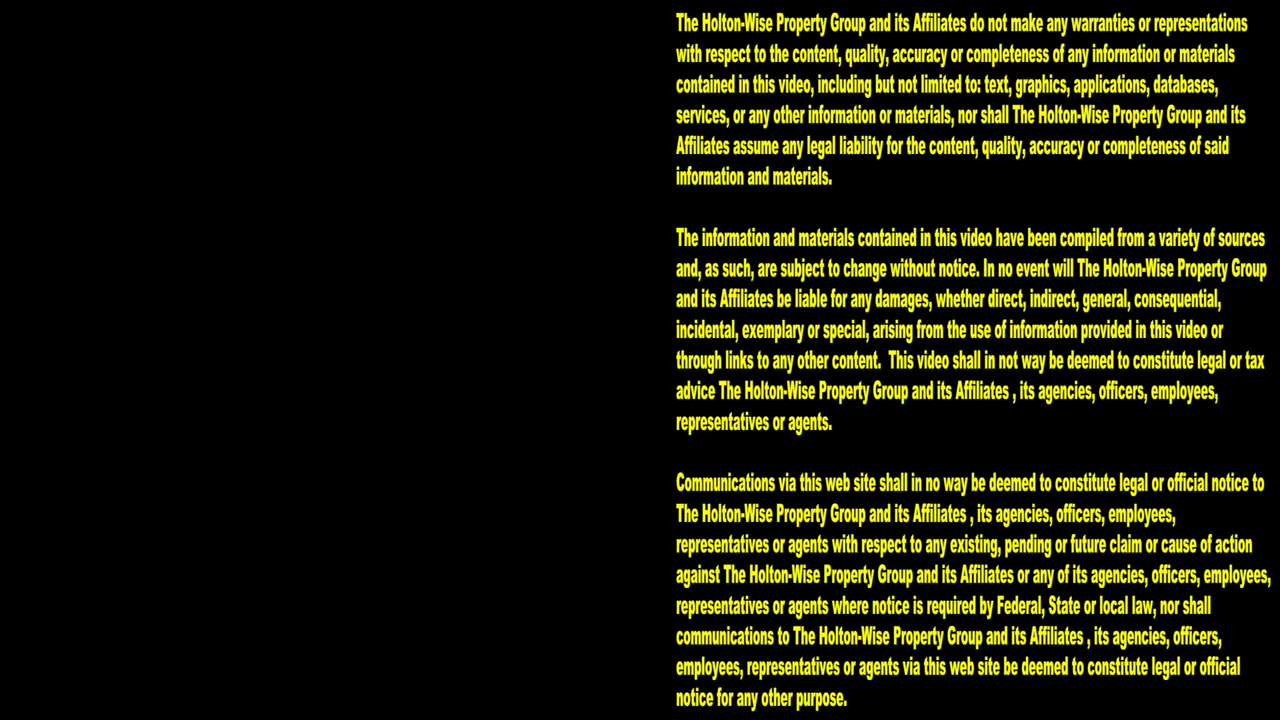 The Holton-Wise Property Group and its Affiliates do not make any warranties or representations
with respect to the content, quality, accuracy or completeness of any information or materials
contained in this video, including but not limited to: text, graphics, applications, databases,
services, or any other information or materials, nor shall The Holton-Wise Property Group and its
Affiliates assume any legal liability for the content, quality, accuracy or completeness of said
information and materials.
The information and materials contained in this video have been compiled from a variety of sources
and, as such, are subject to change without notice. In no event will The Holton-Wise Property Group
and its Affiliates be liable for any damages, whether direct, indirect, general, consequential,
incidental, exemplary or special, arising from the use of information provided in this video or
through links to any other content.  This video shall in not way be deemed to constitute legal or tax
advice The Holton-Wise Property Group and its Affiliates , its agencies, officers, employees,
representatives or agents.
Communications via this web site shall in no way be deemed to constitute legal or official notice to
The Holton-Wise Property Group and its Affiliates , its agencies, officers, employees,
representatives or agents with respect to any existing, pending or future claim or cause of action
against The Holton-Wise Property Group and its Affiliates or any of its agencies, officers, employees,
representatives or agents where notice is required by Federal, State or local law, nor shall
communications to The Holton-Wise Property Group and its Affiliates , its agencies, officers,
employees, representatives or agents via this web site be deemed to constitute legal or official
notice for any other purpose.